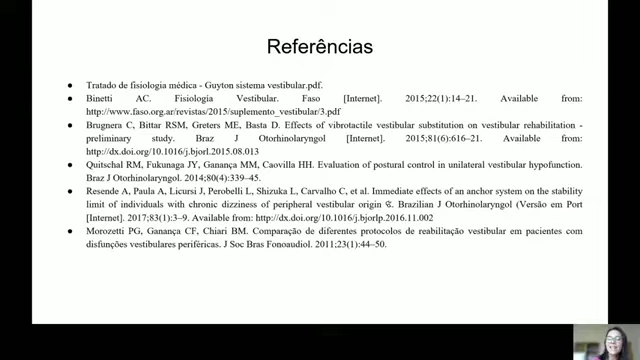 Referências
● Tratado de fisiologia médica - Guyton sistema vestibular.pdf.
● Binetti AC. Fisiología Vestibular. Faso [Internet]. 2015;22(1):14–21. Available from:
http://www.faso.org.ar/revistas/2015/suplemento_vestibular/3.pdf
● Brugnera C, Bittar RSM, Greters ME, Basta D. Effects of vibrotactile vestibular substitution on vestibular rehabilitation -
preliminary study. Braz J Otorhinolaryngol [Internet]. 2015;81(6):616–21. Available from:
http://dx.doi.org/10.1016/j.bjorl.2015.08.013
● Quitschal RM, Fukunaga JY, Ganança MM, Caovilla HH. Evaluation of postural control in unilateral vestibular hypofunction.
Braz J Otorhinolaryngol. 2014;80(4):339–45.
● Resende A, Paula A, Licursi J, Perobelli L, Shizuka L, Carvalho C, et al. Immediate effects of an anchor system on the stability
limit of individuals with chronic dizziness of peripheral vestibular origin. Brazilian J Otorhinolaryngol (Versão em Port
[Internet]. 2017;83(1):3–9. Available from: http://dx.doi.org/10.1016/j.bjorlp.2016.11.002
● Morozetti PG, Ganança CF, Chiari BM. Comparação de diferentes protocolos de reabilitação vestibular em pacientes com
disfunções vestibulares periféricas. J Soc Bras Fonoaudiol. 2011;23(1):44–50.